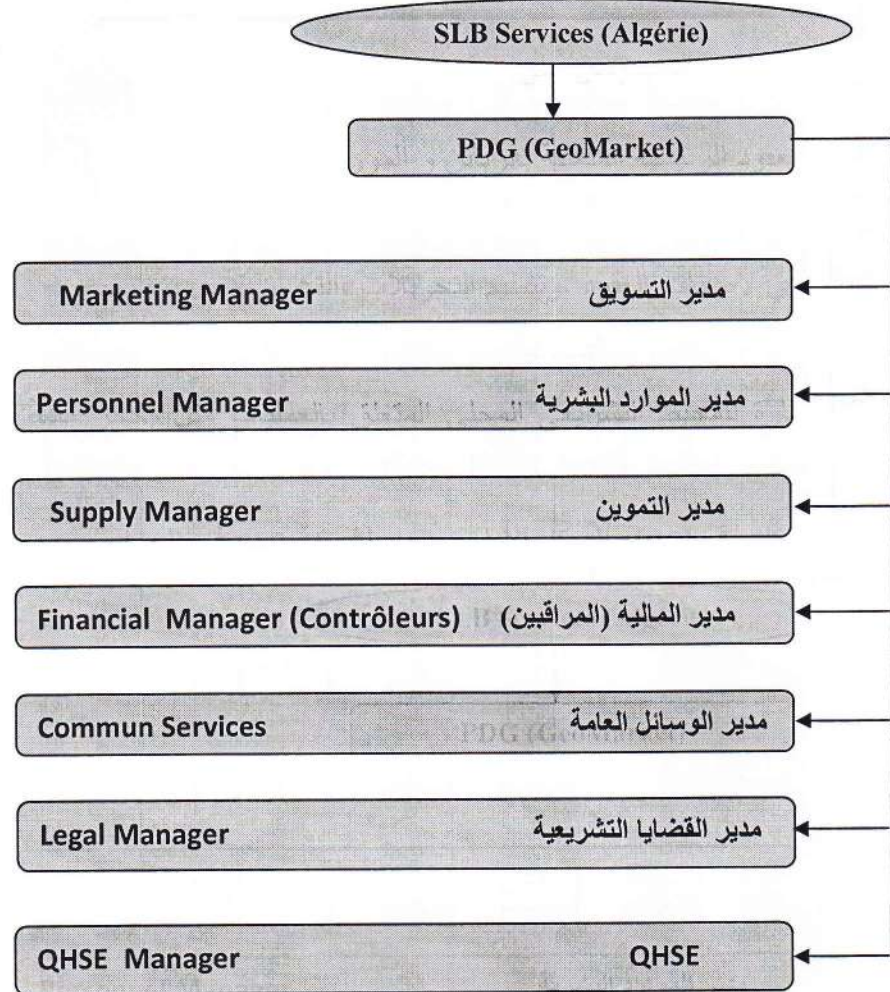 SLB Services (Algérie)
PDG (GeoMarket)
Marketing Manager مدير التسويق
Personnel Manager مدير الموارد البشرية
Supply Manager مدير التموين
Financial Manager (Contrôleurs) مدير المالية (المراقبين)
Commun Services مدير الوسائل العامة
Legal Manager مدير القضايا التشريعية
QHSE Manager QHSE